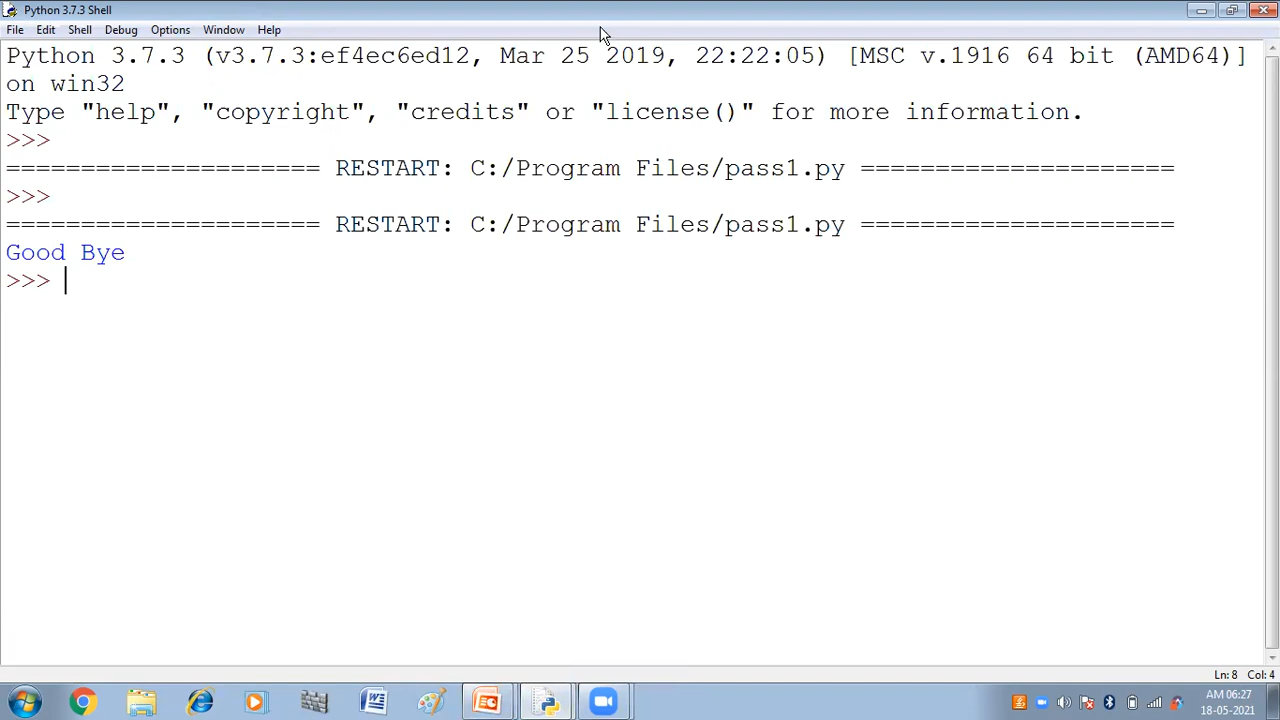 Python 3.7.3 Shell
File Edit Shell Debug Options Window Help
Python 3.7.3 (v3.7.3:ef4ec6ed12, Mar 25 2019, 22:22:05) [MSC v.1916 64 bit (AMD64)]
on win32
Type "help", "copyright", "credits" or "license()" for more information.
>>>
===================== RESTART: C:/Program Files/pass1.py =====================
>>>
===================== RESTART: C:/Program Files/pass1.py =====================
Good Bye
>>>
Ln: 8 Col: 4
AM 06:27
18-05-2021